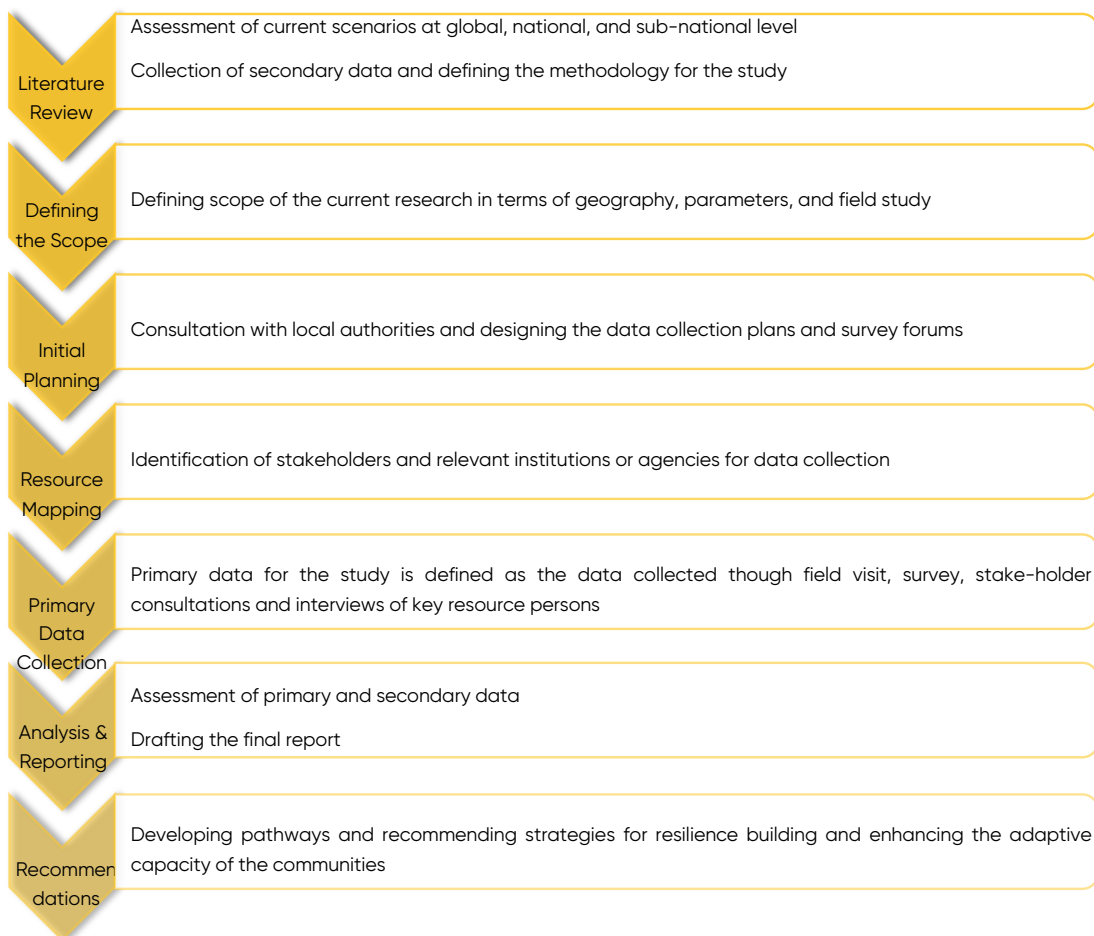 Literature
Review
Assessment of current scenarios at global, national, and sub-national level
Collection of secondary data and defining the methodology for the study
Defining
the Scope
Defining scope of the current research in terms of geography, parameters, and field study
Initial
Planning
Consultation with local authorities and designing the data collection plans and survey forums
Resource
Mapping
Identification of stakeholders and relevant institutions or agencies for data collection
Primary
Data
Collection
Primary data for the study is defined as the data collected though field visit, survey, stake-holder
consultations and interviews of key resource persons
Analysis &
Reporting
Assessment of primary and secondary data
Drafting the final report
Recommen
dations
Developing pathways and recommending strategies for resilience building and enhancing the adaptive
capacity of the communities